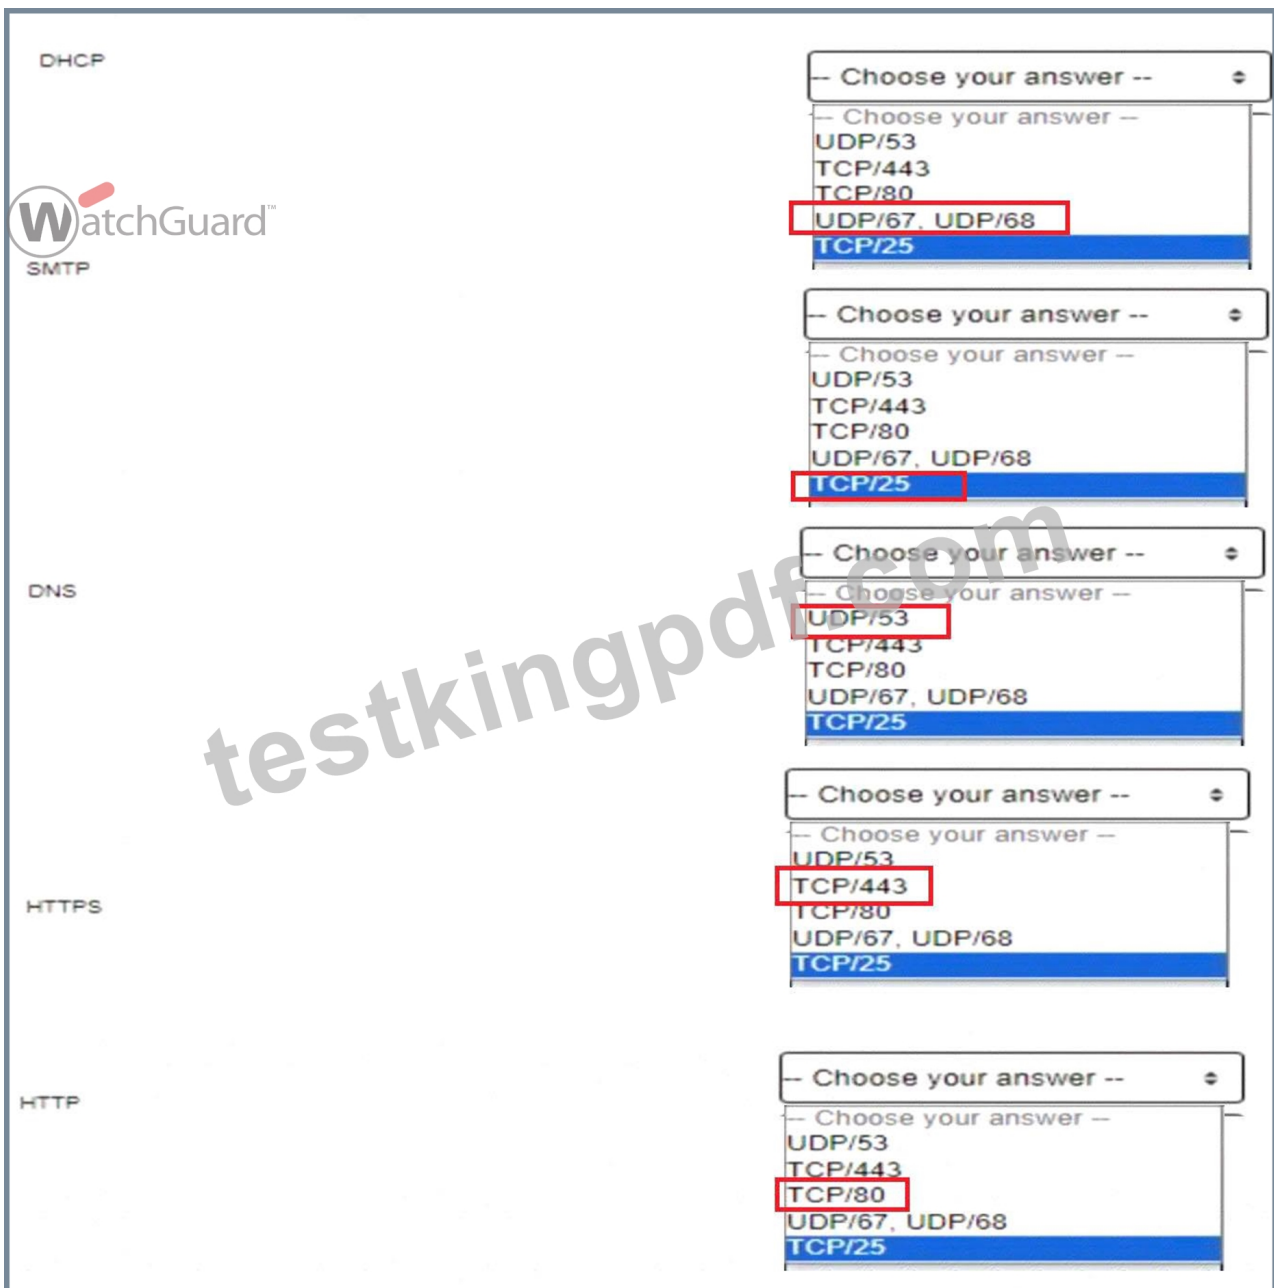 DHCP
-- Choose your answer --
-- Choose your answer --
UDP/53
TCP/443
TCP/80
UDP/67, UDP/68
TCP/25
WatchGuard™
SMTP
-- Choose your answer --
-- Choose your answer --
UDP/53
TCP/443
TCP/80
UDP/67, UDP/68
TCP/25
DNS
-- Choose your answer --
-- Choose your answer --
UDP/53
TCP/443
TCP/80
UDP/67, UDP/68
TCP/25
testkingpdf.com
HTTPS
-- Choose your answer --
-- Choose your answer --
UDP/53
TCP/443
TCP/80
UDP/67, UDP/68
TCP/25
HTTP
-- Choose your answer --
-- Choose your answer --
UDP/53
TCP/443
TCP/80
UDP/67, UDP/68
TCP/25